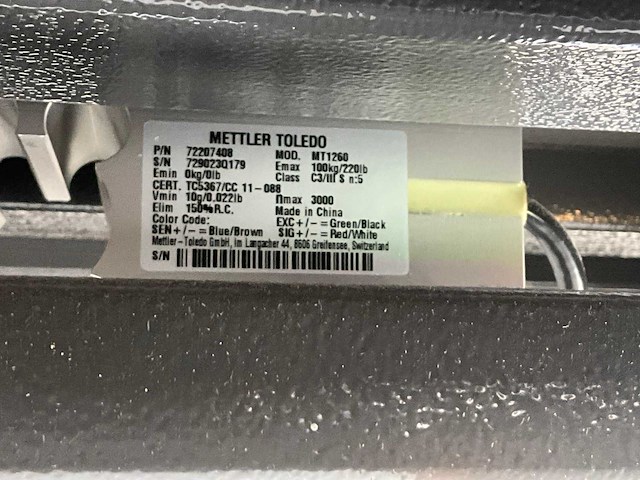 METTLER TOLEDO
P/N 72207408 MOD. MT1260
S/N 7290230179 Emax 100kg/220lb
Emin 0kg/0lb Class C3/III S n:5
CERT. TC5367/CC 11-088
Vmin 10g/0.022lb nmax 3000
Elim 150%R.C. Made in China
Color Code: EXC+/-=Green/Black
SEN+/-=Blue/Brown SIG+/-=Red/White
Mettler-Toledo GmbH, im Langacher 44, 8606 Greifensee, Switzerland
S/N